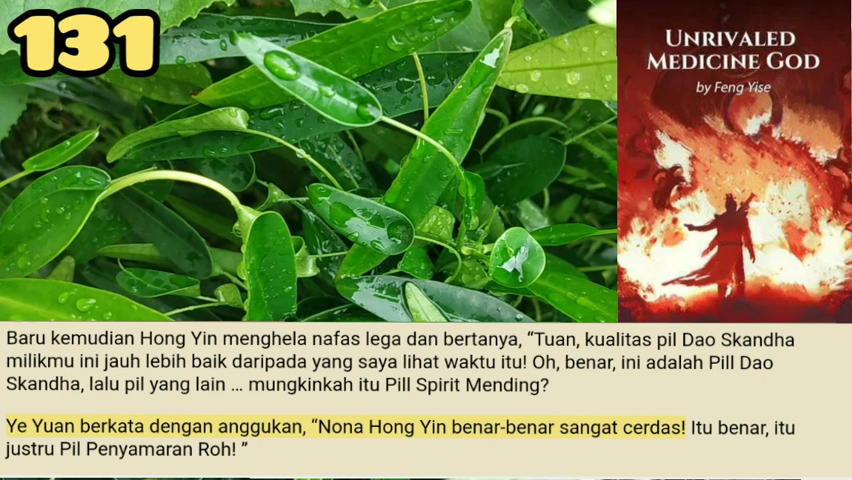 131
UNRIVALED
MEDICINE GOD
by Feng Yise
Baru kemudian Hong Yin menghela nafas lega dan bertanya, “Tuan, kualitas pil Dao Skandha
milikmu ini jauh lebih baik daripada yang saya lihat waktu itu! Oh, benar, ini adalah Pill Dao
Skandha, lalu pil yang lain ... mungkinkah itu Pill Spirit Mending?
Ye Yuan berkata dengan anggukan, “Nona Hong Yin benar-benar sangat cerdas! Itu benar, itu
justru Pil Penyamaran Roh! ”